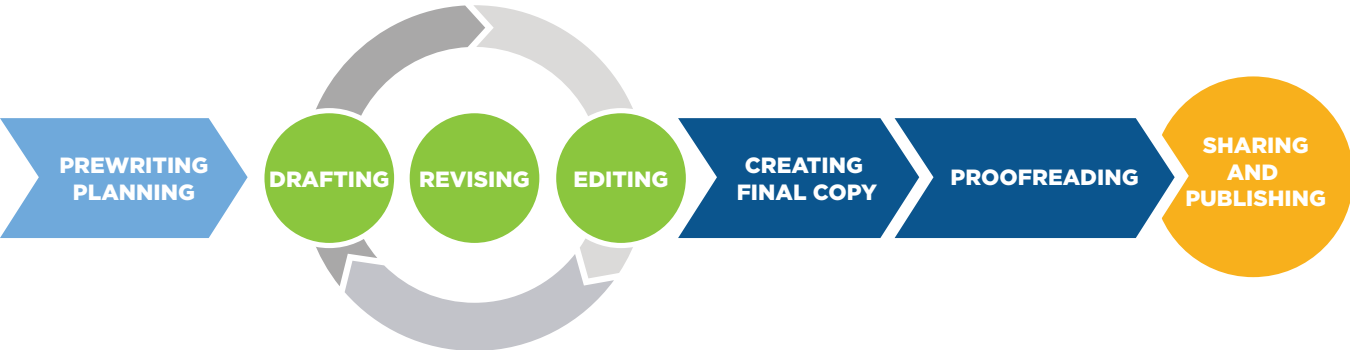 PREWRITING
PLANNING
DRAFTING
REVISING
EDITING
CREATING
FINAL COPY
PROOFREADING
SHARING
AND
PUBLISHING